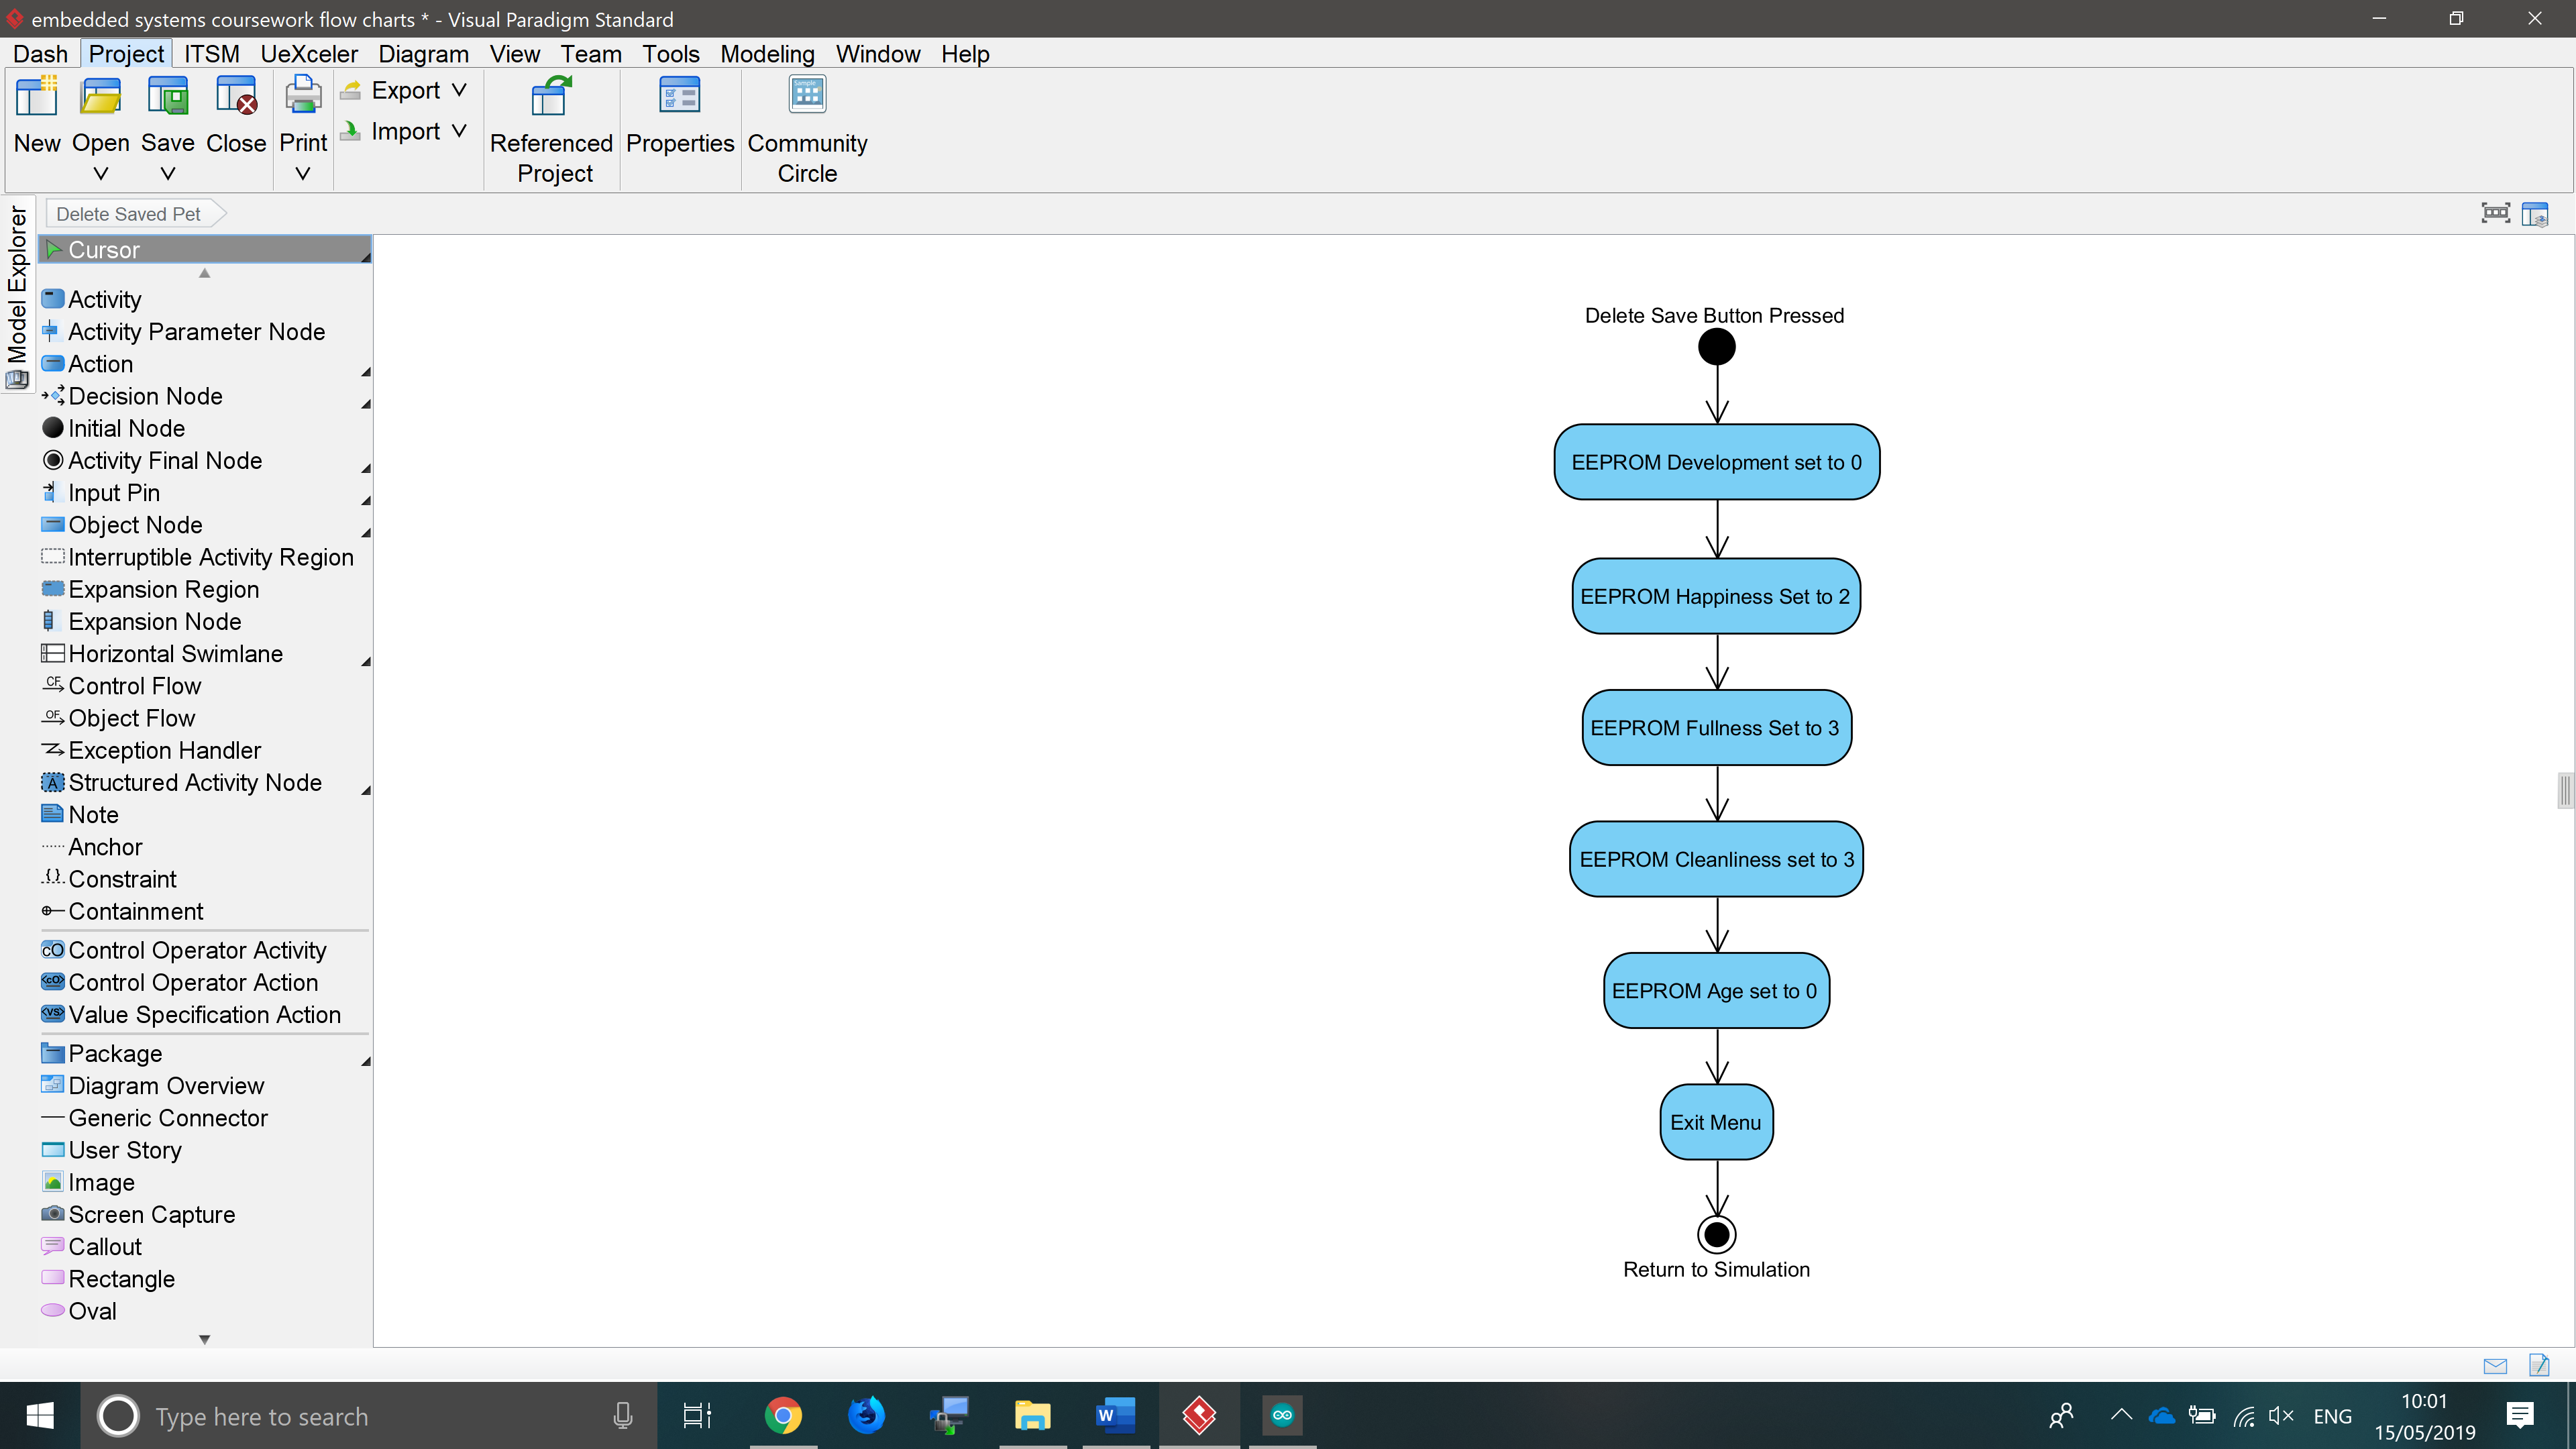 embedded systems coursework flow charts * - Visual Paradigm Standard
Dash Project ITSM UeXceler Diagram View Team Tools Modeling Window Help
New Open Save Close Print Export Import Referenced Project Properties Community Circle
Model Explorer
Delete Saved Pet
Cursor
Activity
Activity Parameter Node
Action
Decision Node
Initial Node
Activity Final Node
Input Pin
Object Node
Interruptible Activity Region
Expansion Region
Expansion Node
Horizontal Swimlane
CF Control Flow
OF Object Flow
Exception Handler
A Structured Activity Node
Note
Anchor
{} Constraint
Containment
cO Control Operator Activity
«cO» Control Operator Action
«vs» Value Specification Action
Package
Diagram Overview
Generic Connector
User Story
Image
Screen Capture
Callout
Rectangle
Oval
Delete Save Button Pressed
EEPROM Development set to 0
EEPROM Happiness Set to 2
EEPROM Fullness Set to 3
EEPROM Cleanliness set to 3
EEPROM Age set to 0
Exit Menu
Return to Simulation
Type here to search
W
ENG
10:01
15/05/2019